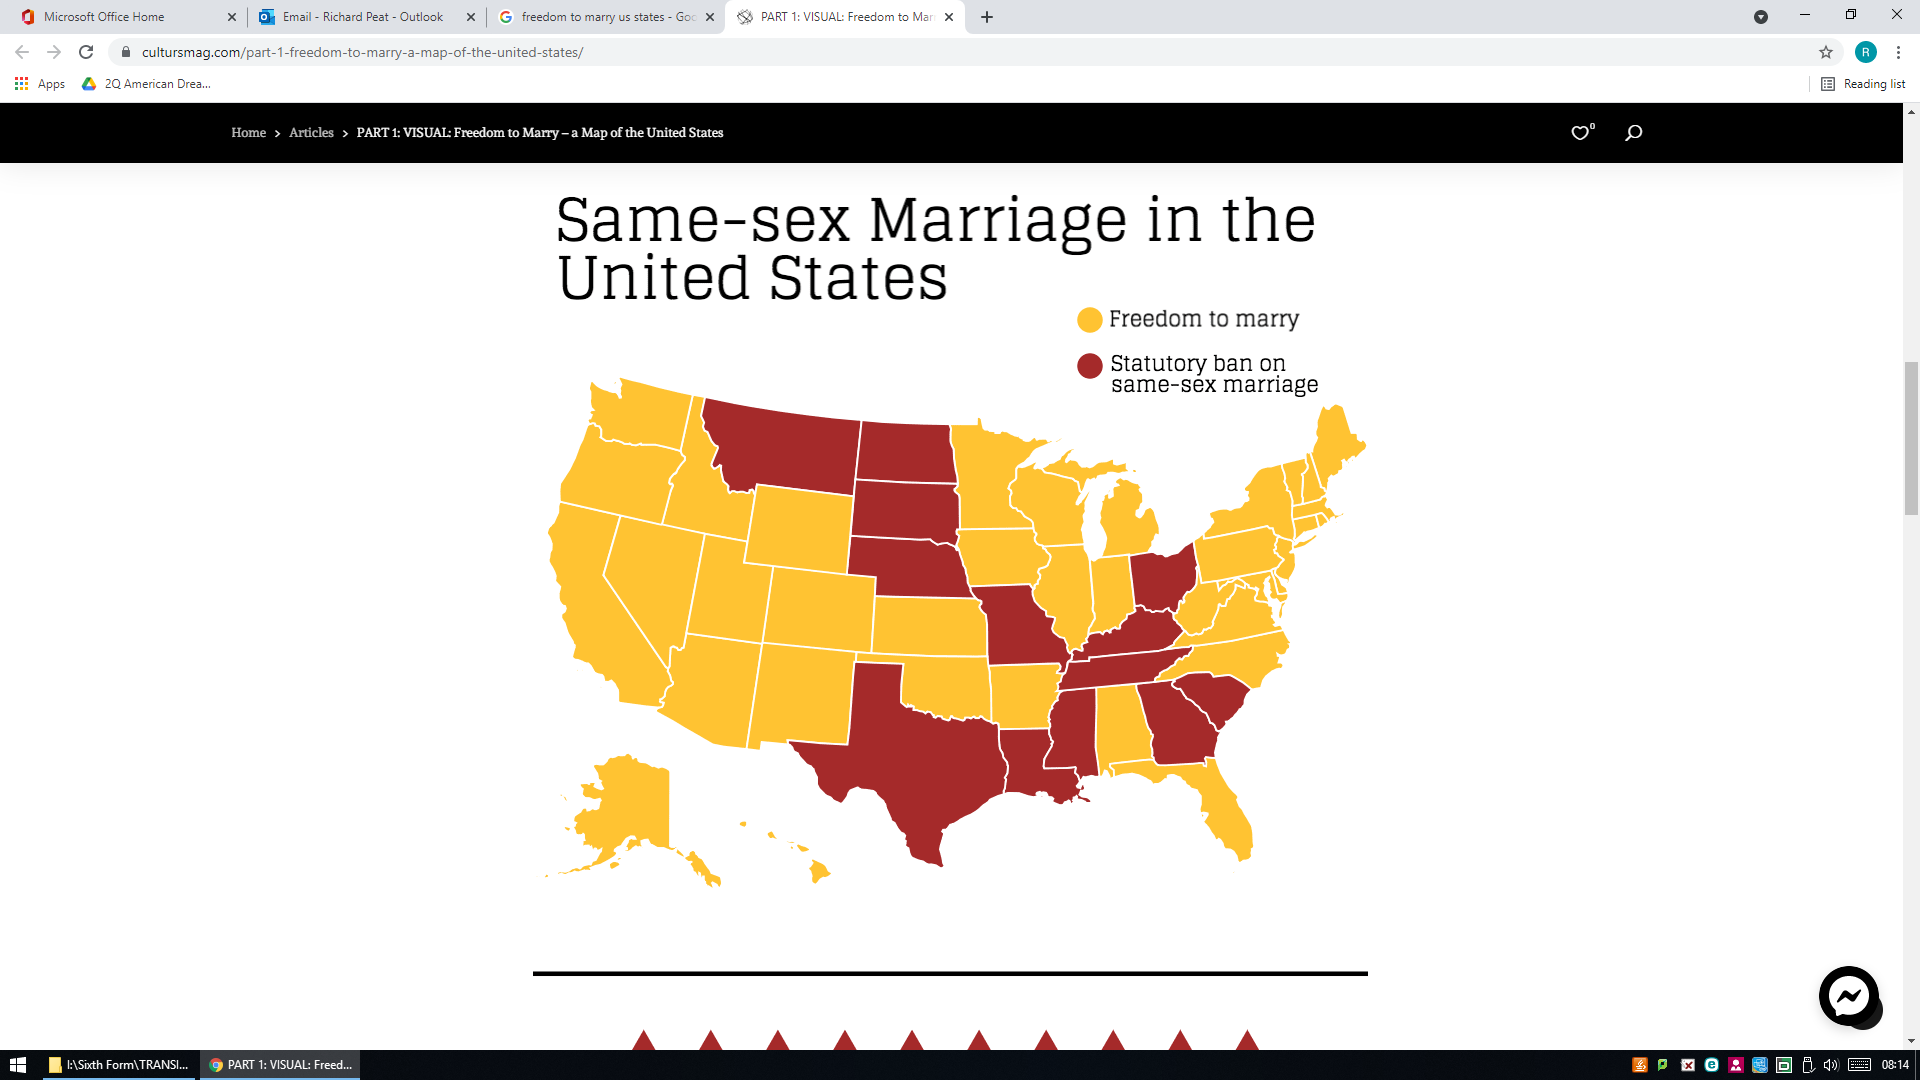 Microsoft Office Home
Email - Richard Peat - Outlook
freedom to marry us states - Goo
PART 1: VISUAL: Freedom to Mar
cultursmag.com/part-1-freedom-to-marry-a-map-of-the-united-states/
R
Apps
2Q American Drea...
Reading list
Home > Articles > PART 1: VISUAL: Freedom to Marry – a Map of the United States
0
Same-sex Marriage in the
United States
Freedom to marry
Statutory ban on
same-sex marriage
I:\Sixth Form\TRANSI...
PART 1: VISUAL: Freed...
08:14